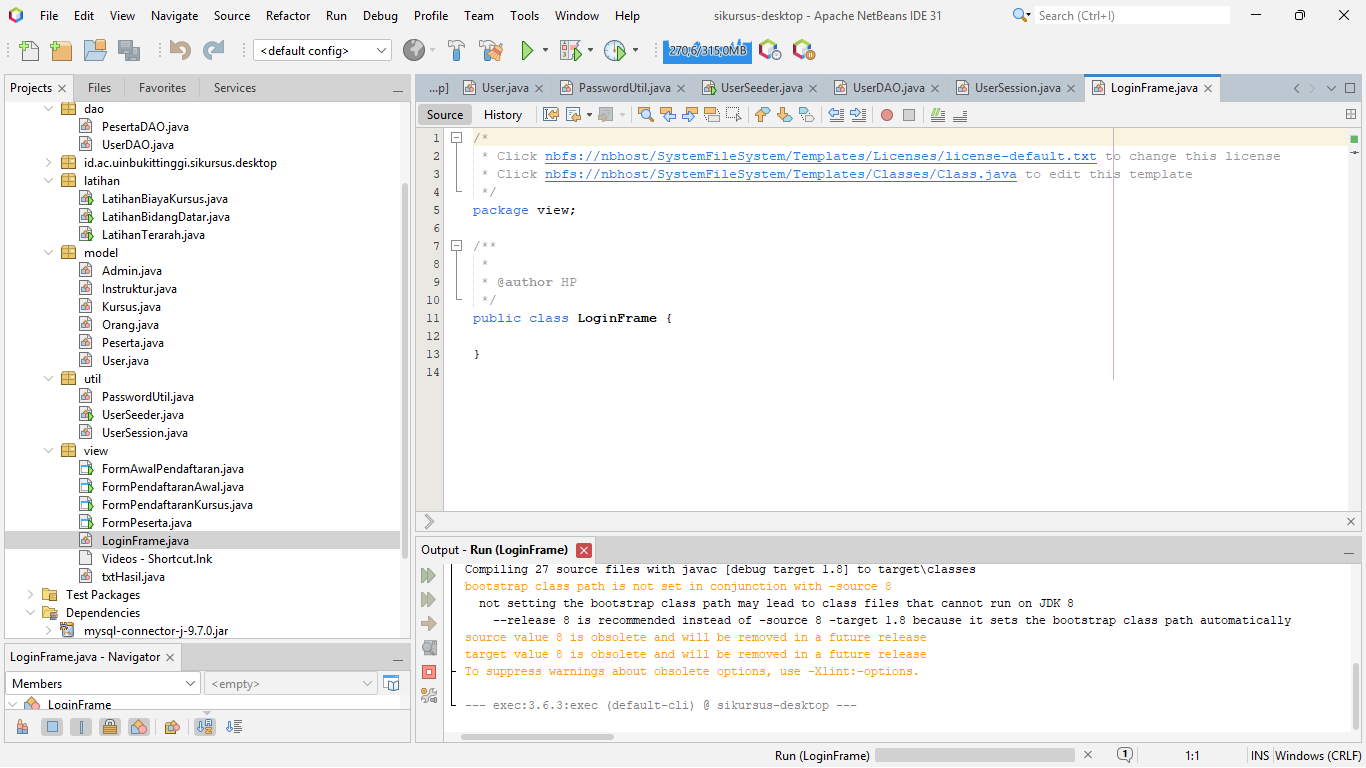 File Edit View Navigate Source Refactor Run Debug Profile Team Tools Window Help sikursus-desktop - Apache NetBeans IDE 31 Search (Ctrl+I)
<default config> 270,6/315,0MB
Projects Files Favorites Services
dao
PesertaDAO.java
UserDAO.java
id.ac.uinbukittinggi.sikursus.desktop
latihan
LatihanBiayaKursus.java
LatihanBidangDatar.java
LatihanTerarah.java
model
Admin.java
Instruktur.java
Kursus.java
Orang.java
Peserta.java
User.java
util
PasswordUtil.java
UserSeeder.java
UserSession.java
view
FormAwalPendaftaran.java
FormPendaftaranAwal.java
FormPendaftaranKursus.java
FormPeserta.java
LoginFrame.java
Videos - Shortcut.lnk
txtHasil.java
Test Packages
Dependencies
mysql-connector-j-9.7.0.jar
LoginFrame.java - Navigator
Members <empty>
LoginFrame
...p] User.java PasswordUtil.java UserSeeder.java UserDAO.java UserSession.java LoginFrame.java
Source History
1 /*
2 * Click nbfs://nbhost/SystemFileSystem/Templates/Licenses/license-default.txt to change this license
3 * Click nbfs://nbhost/SystemFileSystem/Templates/Classes/Class.java to edit this template
4 */
5 package view;
6
7 /**
8 *
9 * @author HP
10 */
11 public class LoginFrame {
12
13 }
14
Output - Run (LoginFrame)
Compiling 27 source files with javac [debug target 1.8] to target\classes
bootstrap class path is not set in conjunction with -source 8
not setting the bootstrap class path may lead to class files that cannot run on JDK 8
--release 8 is recommended instead of -source 8 -target 1.8 because it sets the bootstrap class path automatically
source value 8 is obsolete and will be removed in a future release
target value 8 is obsolete and will be removed in a future release
To suppress warnings about obsolete options, use -Xlint:-options.
--- exec:3.6.3:exec (default-cli) @ sikursus-desktop ---
Run (LoginFrame) 1 1:1 INS Windows (CRLF)